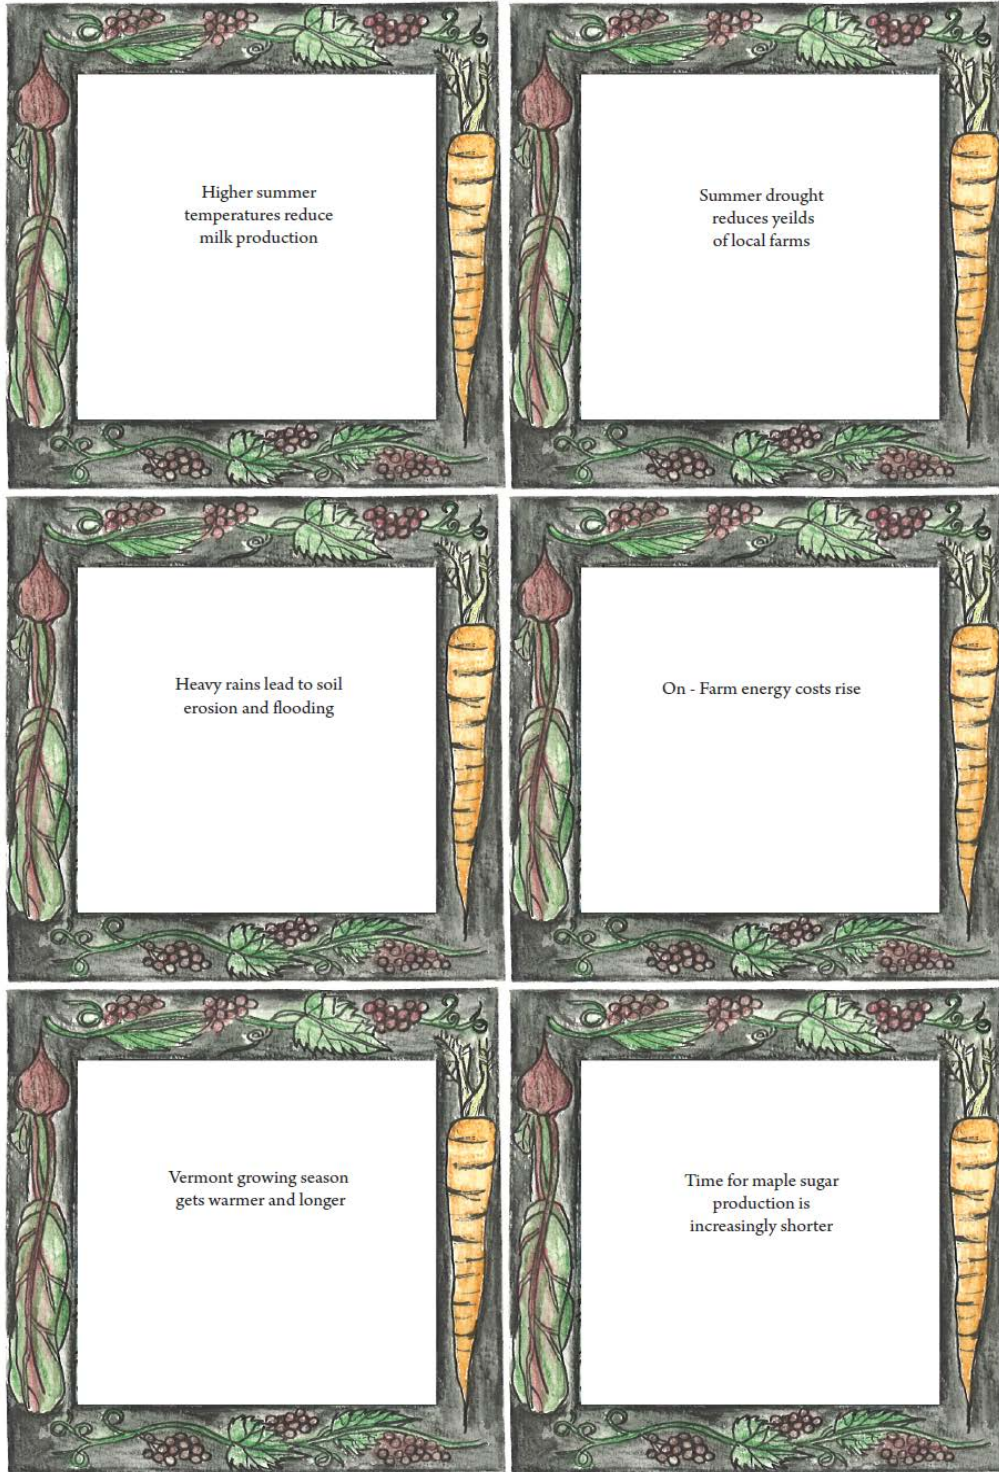 Higher summer
temperatures reduce
milk production
Summer drought
reduces yeilds
of local farms
Heavy rains lead to soil
erosion and flooding
On - Farm energy costs rise
Vermont growing season
gets warmer and longer
Time for maple sugar
production is
increasingly shorter